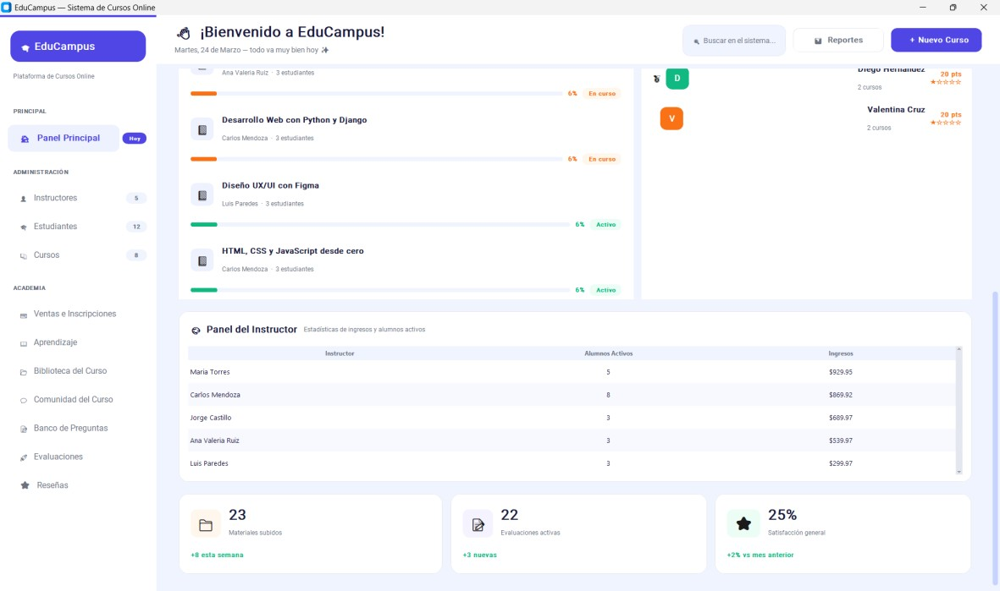 EduCampus — Sistema de Cursos Online
EduCampus
Plataforma de Cursos Online
PRINCIPAL
Panel Principal
Hoy
ADMINISTRACIÓN
Instructores 5
Estudiantes 12
Cursos 8
ACADEMIA
Ventas e Inscripciones
Aprendizaje
Biblioteca del Curso
Comunidad del Curso
Banco de Preguntas
Evaluaciones
Reseñas
¡Bienvenido a EduCampus!
Martes, 24 de Marzo — todo va muy bien hoy ✨
Buscar en el sistema...
Reportes
+ Nuevo Curso
Ana Valeria Ruiz · 3 estudiantes
6% En curso
Desarrollo Web con Python y Django
Carlos Mendoza · 3 estudiantes
6% En curso
Diseño UX/UI con Figma
Luis Paredes · 3 estudiantes
6% Activo
HTML, CSS y JavaScript desde cero
Carlos Mendoza · 3 estudiantes
6% Activo
D
Diego Hernández
2 cursos
20 pts
★☆☆☆☆
V
Valentina Cruz
2 cursos
20 pts
★☆☆☆☆
Panel del Instructor Estadísticas de ingresos y alumnos activos
Instructor Alumnos Activos Ingresos
María Torres 5 $929.95
Carlos Mendoza 8 $869.92
Jorge Castillo 3 $689.97
Ana Valeria Ruiz 3 $539.97
Luis Paredes 3 $299.97
23
Materiales subidos
+8 esta semana
22
Evaluaciones activas
+3 nuevas
25%
Satisfacción general
+2% vs mes anterior